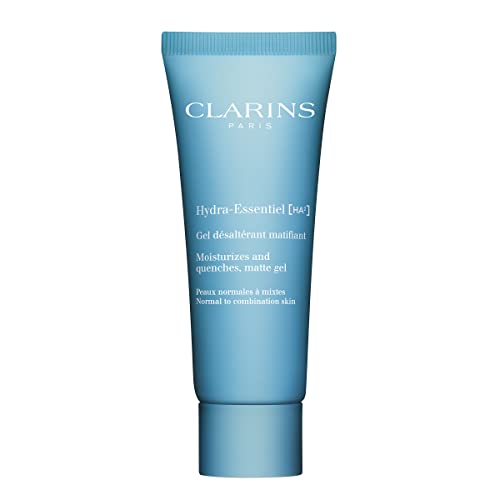 CLARINS
PARIS
Hydra-Essentiel [HA²]
Gel désaltérant matifiant
Moisturizes and
quenches, matte gel
Peaux normales à mixtes
Normal to combination skin